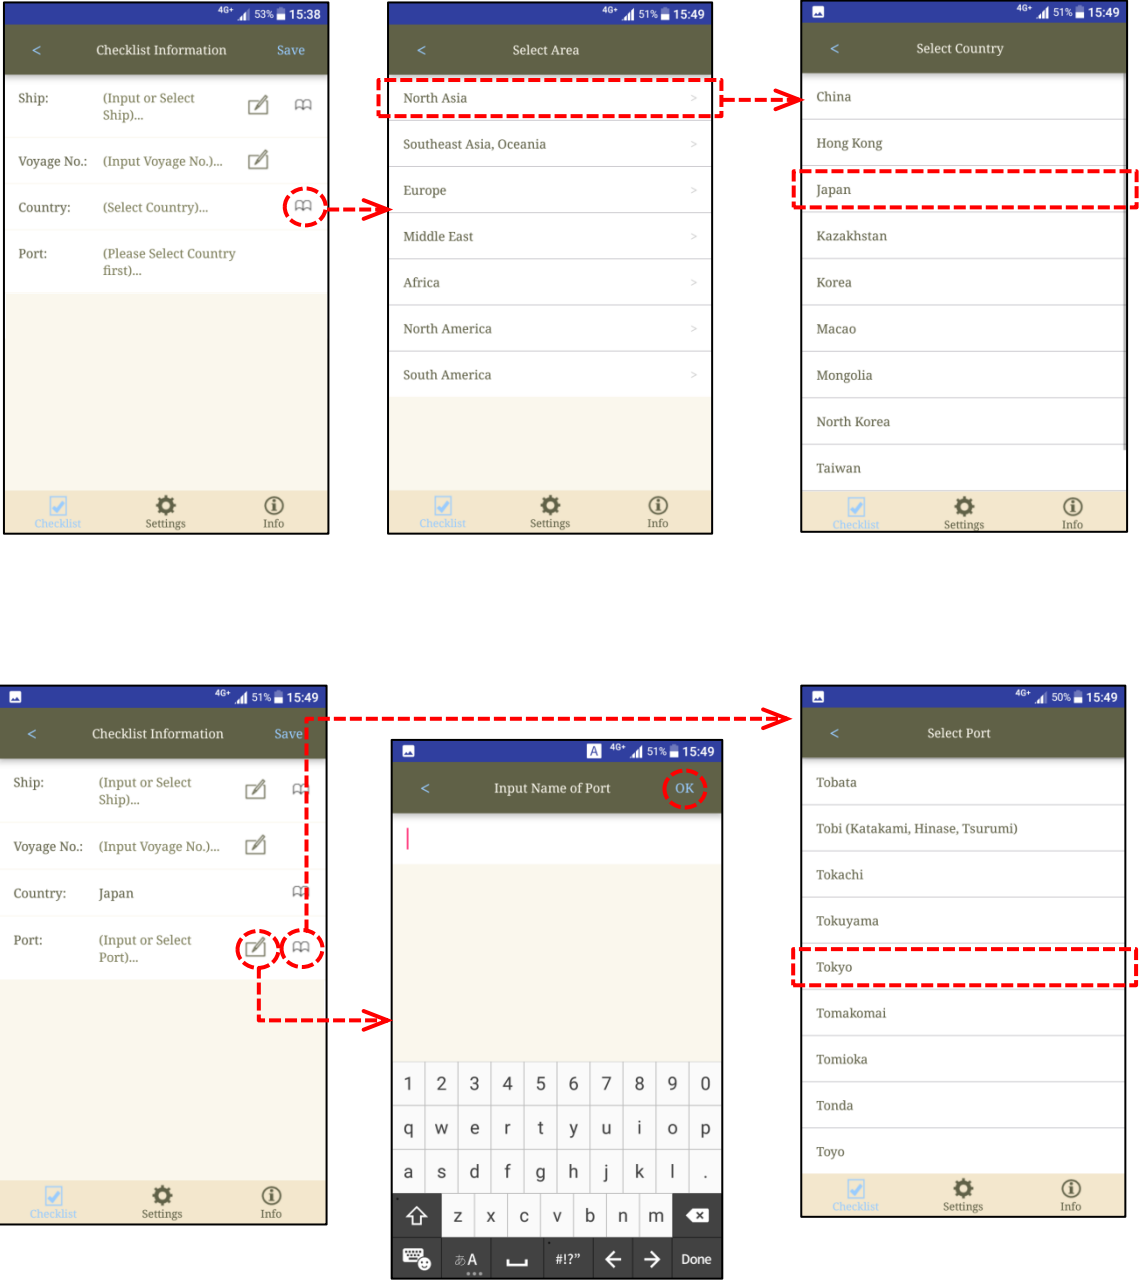 4G+ 53% 15:38
< Checklist Information Save
Ship: (Input or Select
Ship)...
Voyage No.: (Input Voyage No.)...
Country: (Select Country)...
Port: (Please Select Country
first)...
Checklist Settings Info
4G+ 51% 15:49
< Select Area
North Asia >
Southeast Asia, Oceania >
Europe >
Middle East >
Africa >
North America >
South America >
Checklist Settings Info
4G+ 51% 15:49
< Select Country
China
Hong Kong
Japan
Kazakhstan
Korea
Macao
Mongolia
North Korea
Taiwan
Checklist Settings Info
4G+ 51% 15:49
< Checklist Information Save
Ship: (Input or Select
Ship)...
Voyage No.: (Input Voyage No.)...
Country: Japan
Port: (Input or Select
Port)...
Checklist Settings Info
A 4G+ 51% 15:49
< Input Name of Port OK
1 2 3 4 5 6 7 8 9 0
q w e r t y u i o p
a s d f g h j k l .
z x c v b n m
あA #!?” Done
4G+ 50% 15:49
< Select Port
Tobata
Tobi (Katakami, Hinase, Tsurumi)
Tokachi
Tokuyama
Tokyo
Tomakomai
Tomioka
Tonda
Toyo
Checklist Settings Info